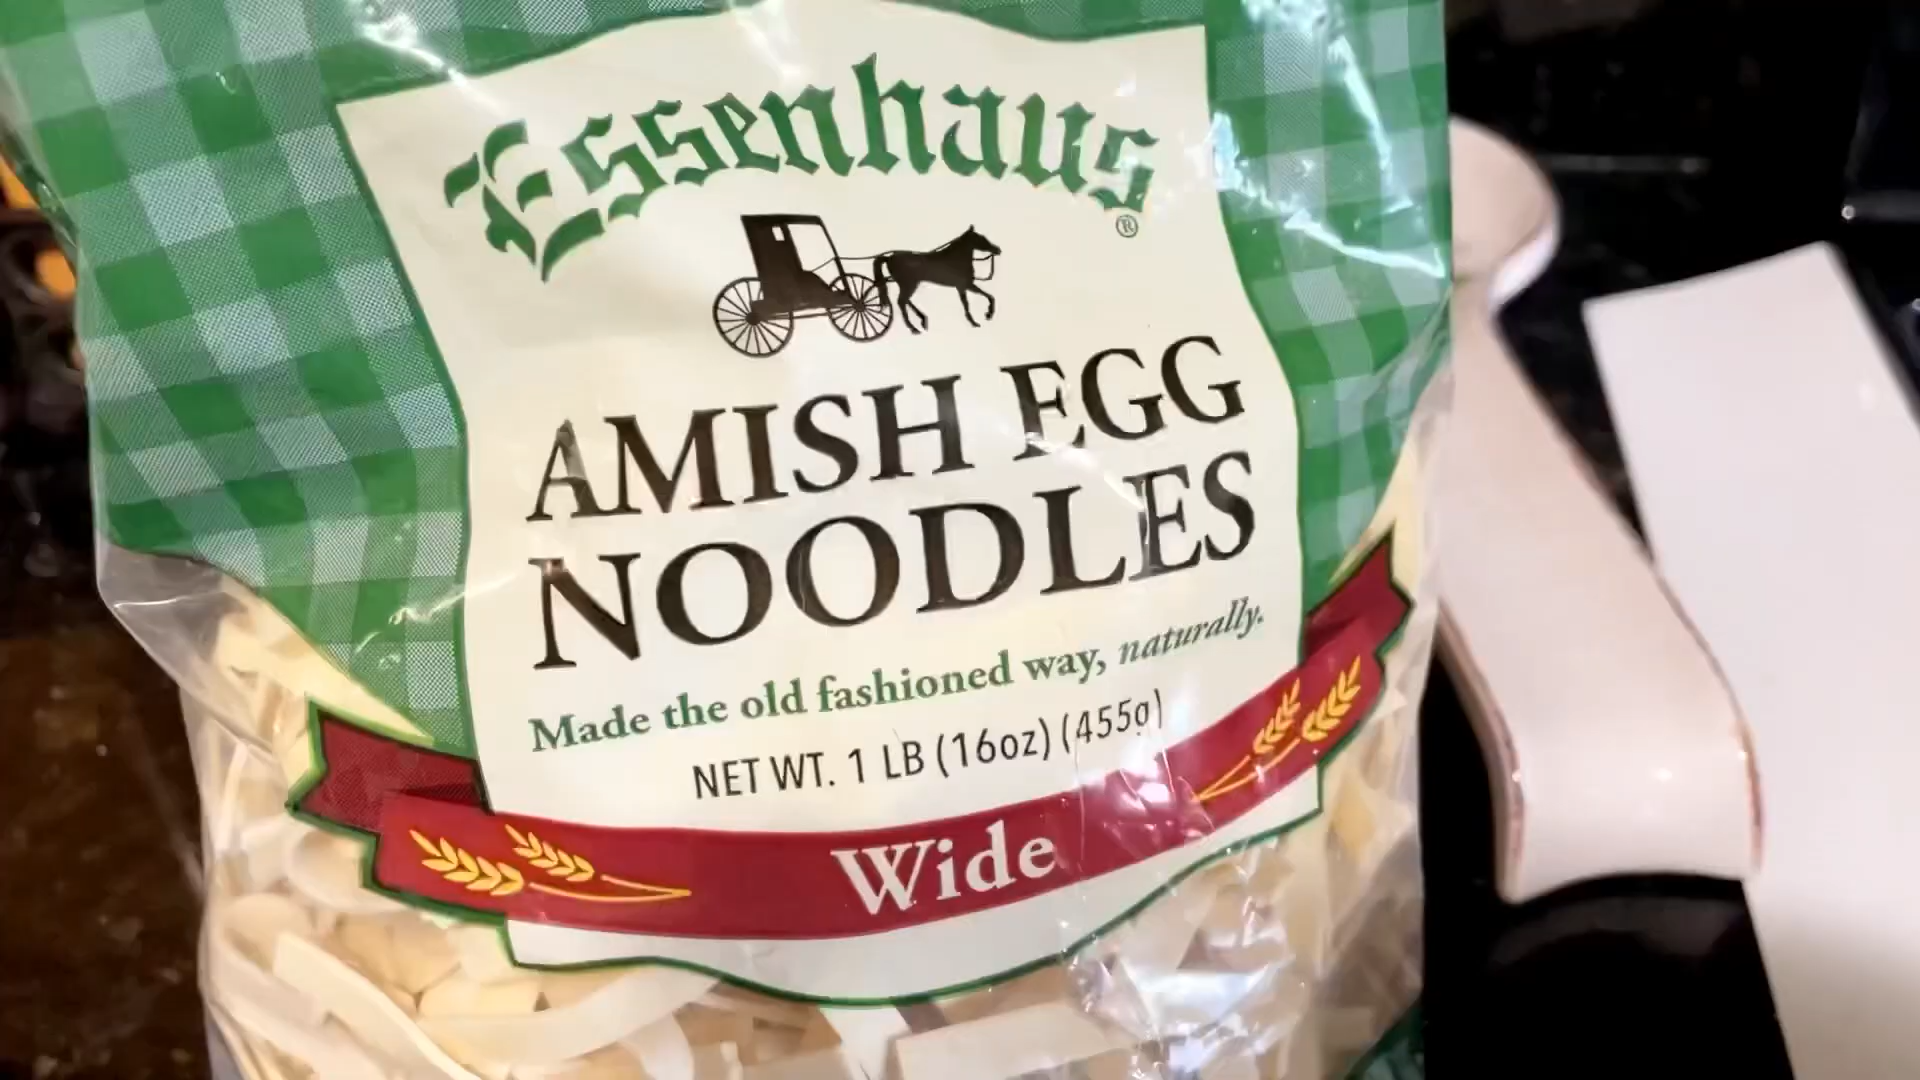 Essenhaus®
AMISH EGG
NOODLES
Made the old fashioned way, naturally.
NET WT. 1 LB (16oz) (455g)
Wide